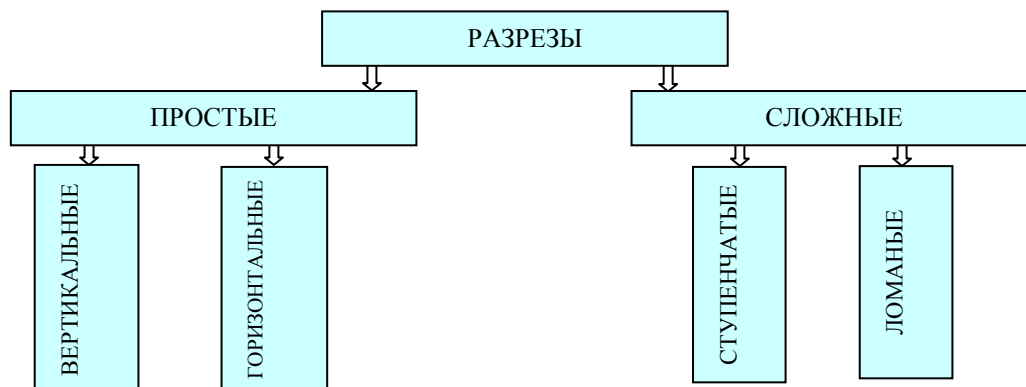 РАЗРЕЗЫ
ПРОСТЫЕ
СЛОЖНЫЕ
ВЕРТИКАЛЬНЫЕ
ГОРИЗОНТАЛЬНЫЕ
СТУПЕНЧАТЫЕ
ЛОМАНЫЕ